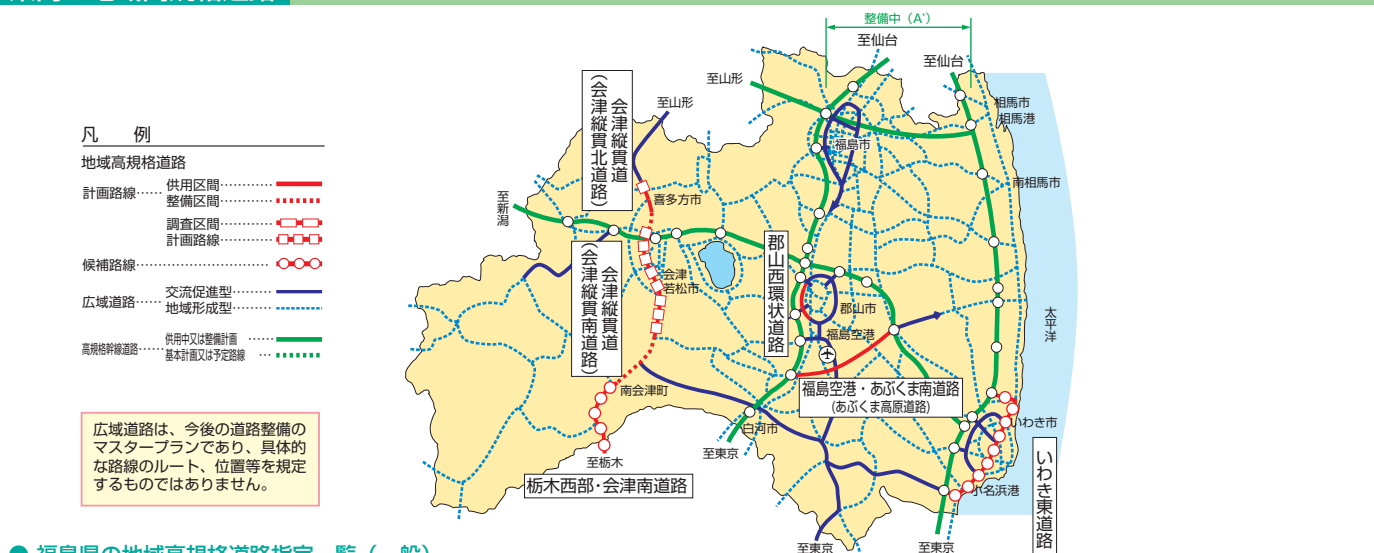 整備中（A'）
至仙台
至仙台
至山形
至山形
会津縦貫道
（会津縦貫北道路）
相馬市
相馬港
福島市
南相馬市
凡　例
地域高規格道路
計画路線……供用区間
整備区間
調査区間
計画路線
候補路線
広域道路……交流促進型
地域形成型
高規格幹線道路……供用中又は整備計画
基本計画又は予定路線
至新潟
喜多方市
会津縦貫道
（会津縦貫南道路）
会津
若松市
郡山西環状道路
郡山市
福島空港
太平洋
南会津町
福島空港・あぶくま南道路
（あぶくま高原道路）
白河市
いわき市
至東京
至栃木
栃木西部・会津南道路
小名浜港
いわき東道路
至東京
至東京
広域道路は、今後の道路整備の
マスタープランであり、具体的
な路線のルート、位置等を規定
するものではありません。